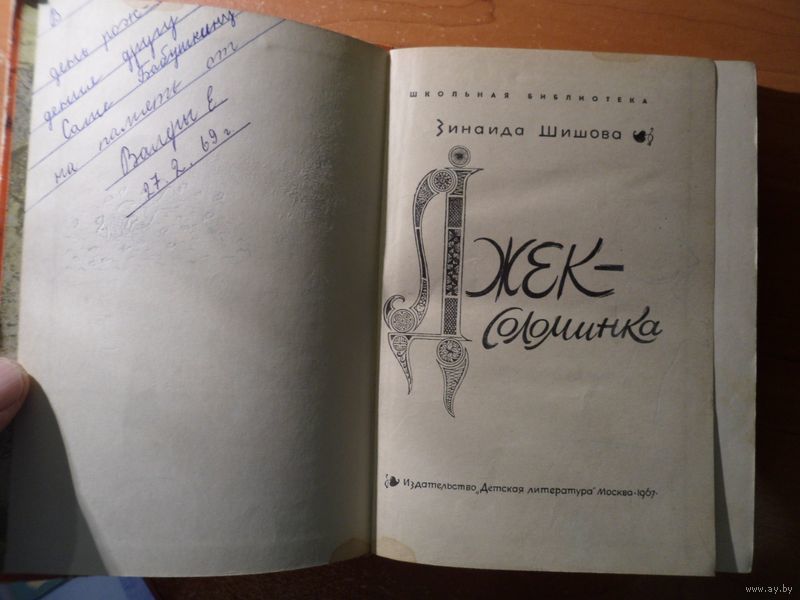 В
день рож-
дения другу
Саше Бабушкину
на память от
Валеры Е
27.2.69 г
ШКОЛЬНАЯ БИБЛИОТЕКА
Зинаида Шишова
ДЖЕК-
Соломинка
Издательство „Детская литература" Москва-1967-
www.ay.by